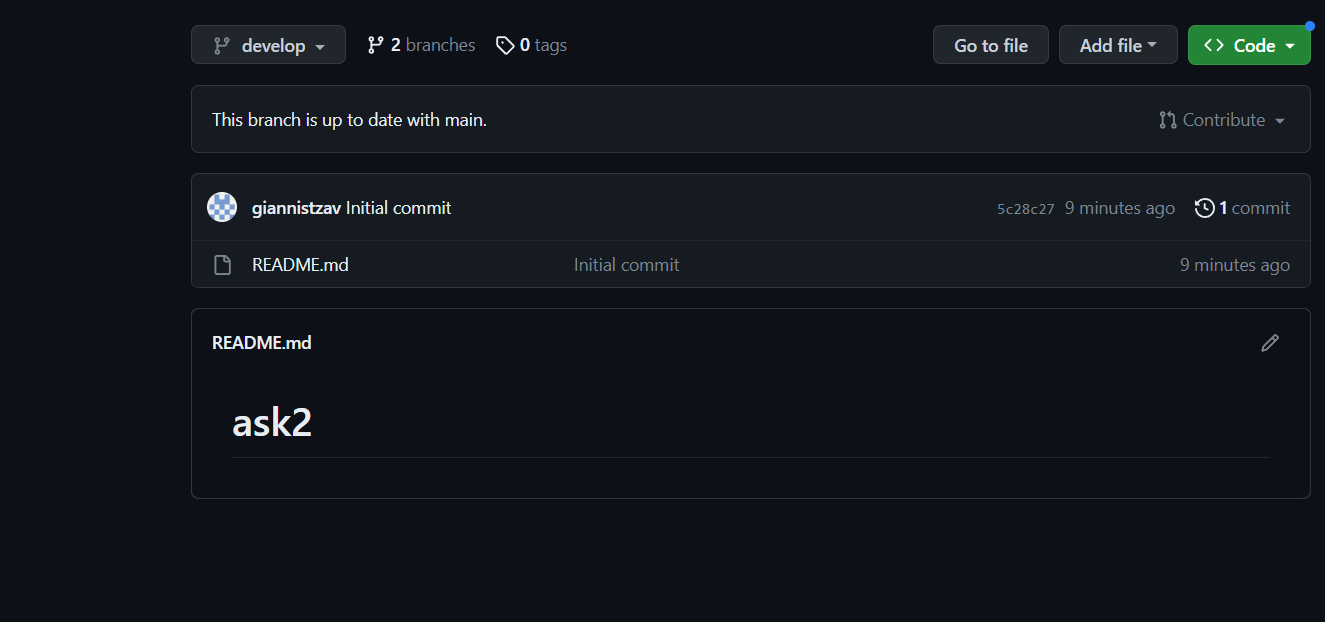 develop 2 branches 0 tags Go to file Add file <> Code
This branch is up to date with main. Contribute
giannistzav Initial commit 5c28c27 9 minutes ago 1 commit
README.md Initial commit 9 minutes ago
README.md
ask2